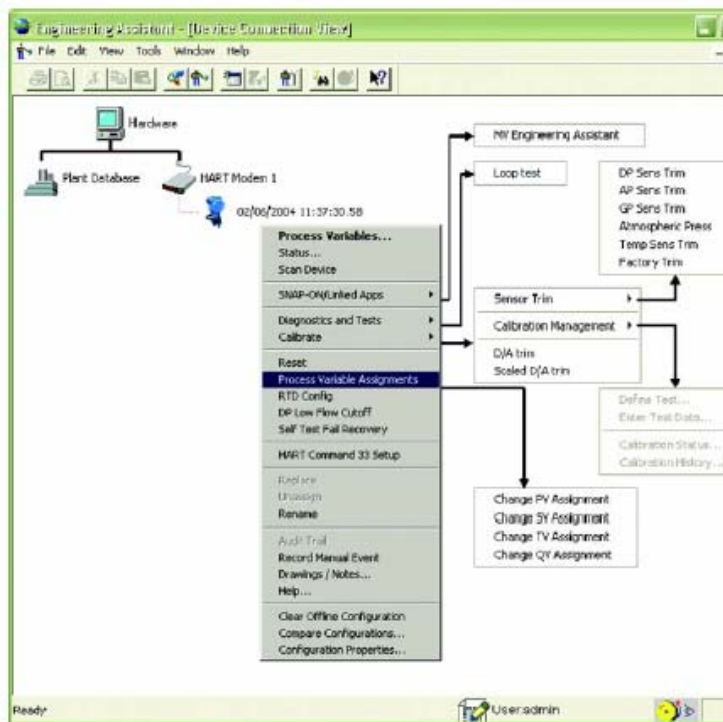 Engineering Assistant - [Device Connection View]
File Edit View Tools Window Help
Hardware
Plant Database
HART Modem 1
02/06/2004 11:37:30.58
Process Variables...
Status...
Scan Device
SNAP-ON/Linked Apps
Diagnostics and Tests
Calibrate
Reset
Process Variable Assignments
RTD Config
DP Low Flow Cutoff
Self Test Fail Recovery
HART Command 33 Setup
Replace
Unassign
Rename
Audit Trail
Record Manual Event
Drawings / Notes...
Help...
Clear Offline Configuration
Compare Configurations...
Configuration Properties...
MV Engineering Assistant
Loop test
Sensor Trim
Calibration Management
D/A trim
Scaled D/A trim
DP Sens Trim
AP Sens Trim
GP Sens Trim
Atmospheric Press
Temp Sens Trim
Factory Trim
Define Test...
Enter Test Data...
Calibration Status...
Calibration History...
Change PV Assignment
Change SV Assignment
Change TV Assignment
Change QV Assignment
Ready
User:admin